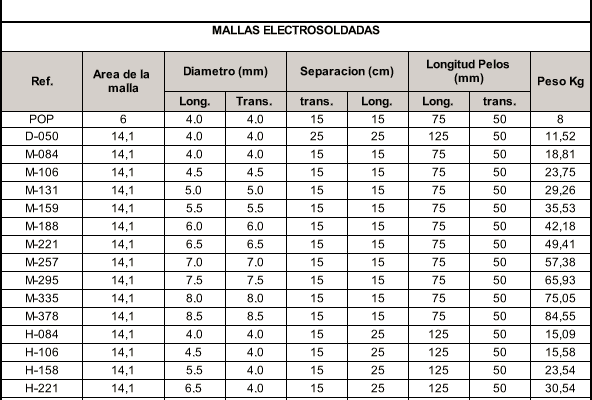 MALLAS ELECTROSOLDADAS
Ref. Area de la malla Diametro (mm) Separacion (cm) Longitud Pelos (mm) Peso Kg
Long. Trans. trans. Long. Long. trans.
POP 6 4.0 4.0 15 15 75 50 8
D-050 14,1 4.0 4.0 25 25 125 50 11,52
M-084 14,1 4.0 4.0 15 15 75 50 18,81
M-106 14,1 4.5 4.5 15 15 75 50 23,75
M-131 14,1 5.0 5.0 15 15 75 50 29,26
M-159 14,1 5.5 5.5 15 15 75 50 35,53
M-188 14,1 6.0 6.0 15 15 75 50 42,18
M-221 14,1 6.5 6.5 15 15 75 50 49,41
M-257 14,1 7.0 7.0 15 15 75 50 57,38
M-295 14,1 7.5 7.5 15 15 75 50 65,93
M-335 14,1 8.0 8.0 15 15 75 50 75,05
M-378 14,1 8.5 8.5 15 15 75 50 84,55
H-084 14,1 4.0 4.0 15 25 125 50 15,09
H-106 14,1 4.5 4.0 15 25 125 50 15,58
H-158 14,1 5.5 4.0 15 25 125 50 23,54
H-221 14,1 6.5 4.0 15 25 125 50 30,54